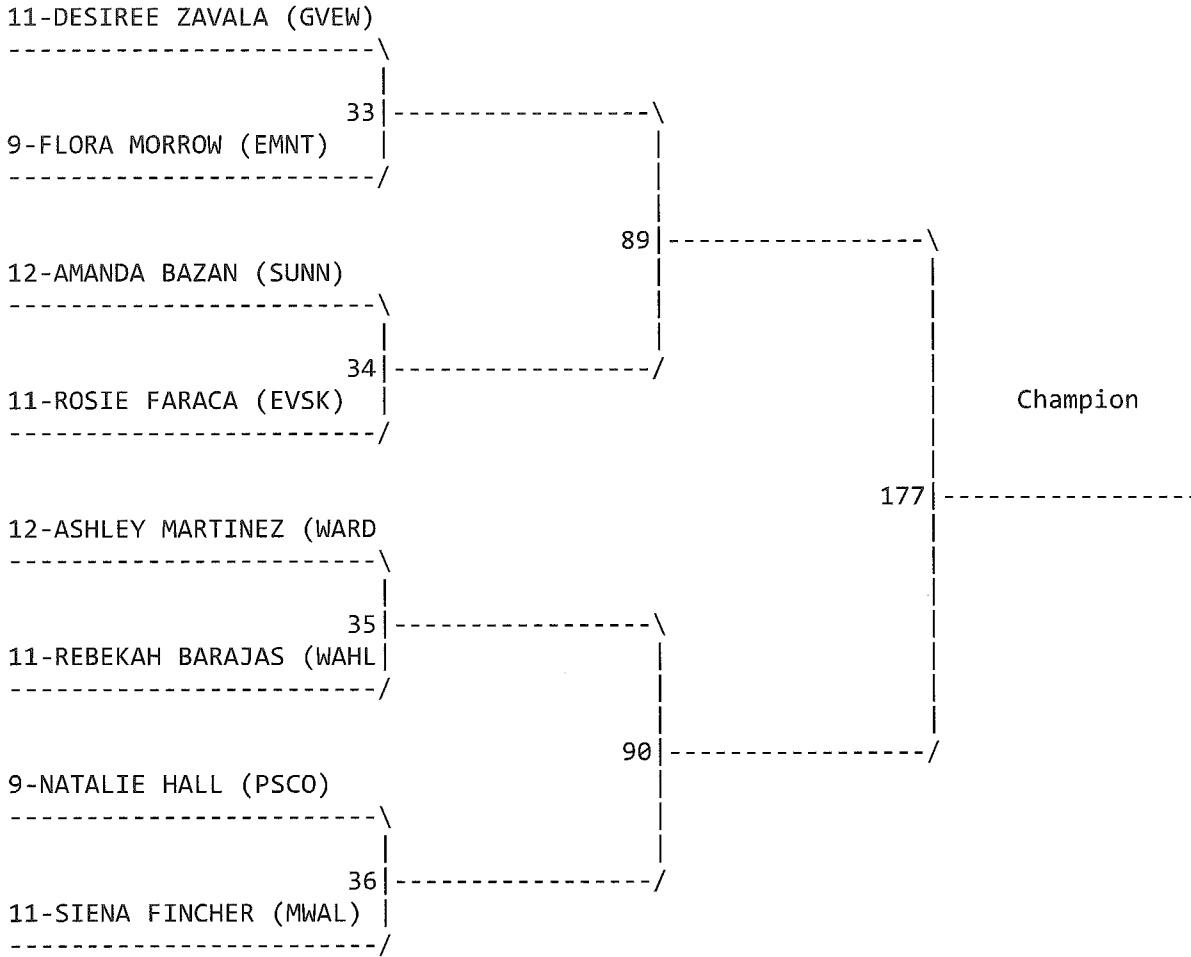 11-DESIREE ZAVALA (GVEW)
33
9-FLORA MORROW (EMNT)
89
12-AMANDA BAZAN (SUNN)
34
11-ROSIE FARACA (EVSK)
Champion
177
12-ASHLEY MARTINEZ (WARD
35
11-REBEKAH BARAJAS (WAHL
90
9-NATALIE HALL (PSCO)
36
11-SIENA FINCHER (MWAL)